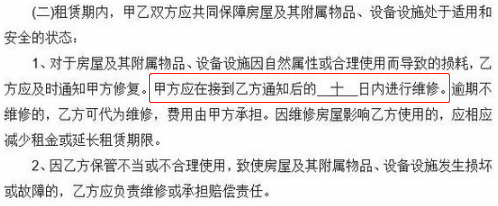 (二)租赁期内，甲乙双方应共同保障房屋及其附属物品、设备设施处于适用和
安全的状态：
1、对于房屋及其附属物品、设备设施因自然属性或合理使用而导致的损耗，乙
方应及时通知甲方修复。甲方应在接到乙方通知后的__十__日内进行维修。逾期不
维修的，乙方可代为维修，费用由甲方承担。因维修房屋影响乙方使用的，应相应
减少租金或延长租赁期限。
2、因乙方保管不当或不合理使用，致使房屋及其附属物品、设备设施发生损坏
或故障的，乙方应负责维修或承担赔偿责任。